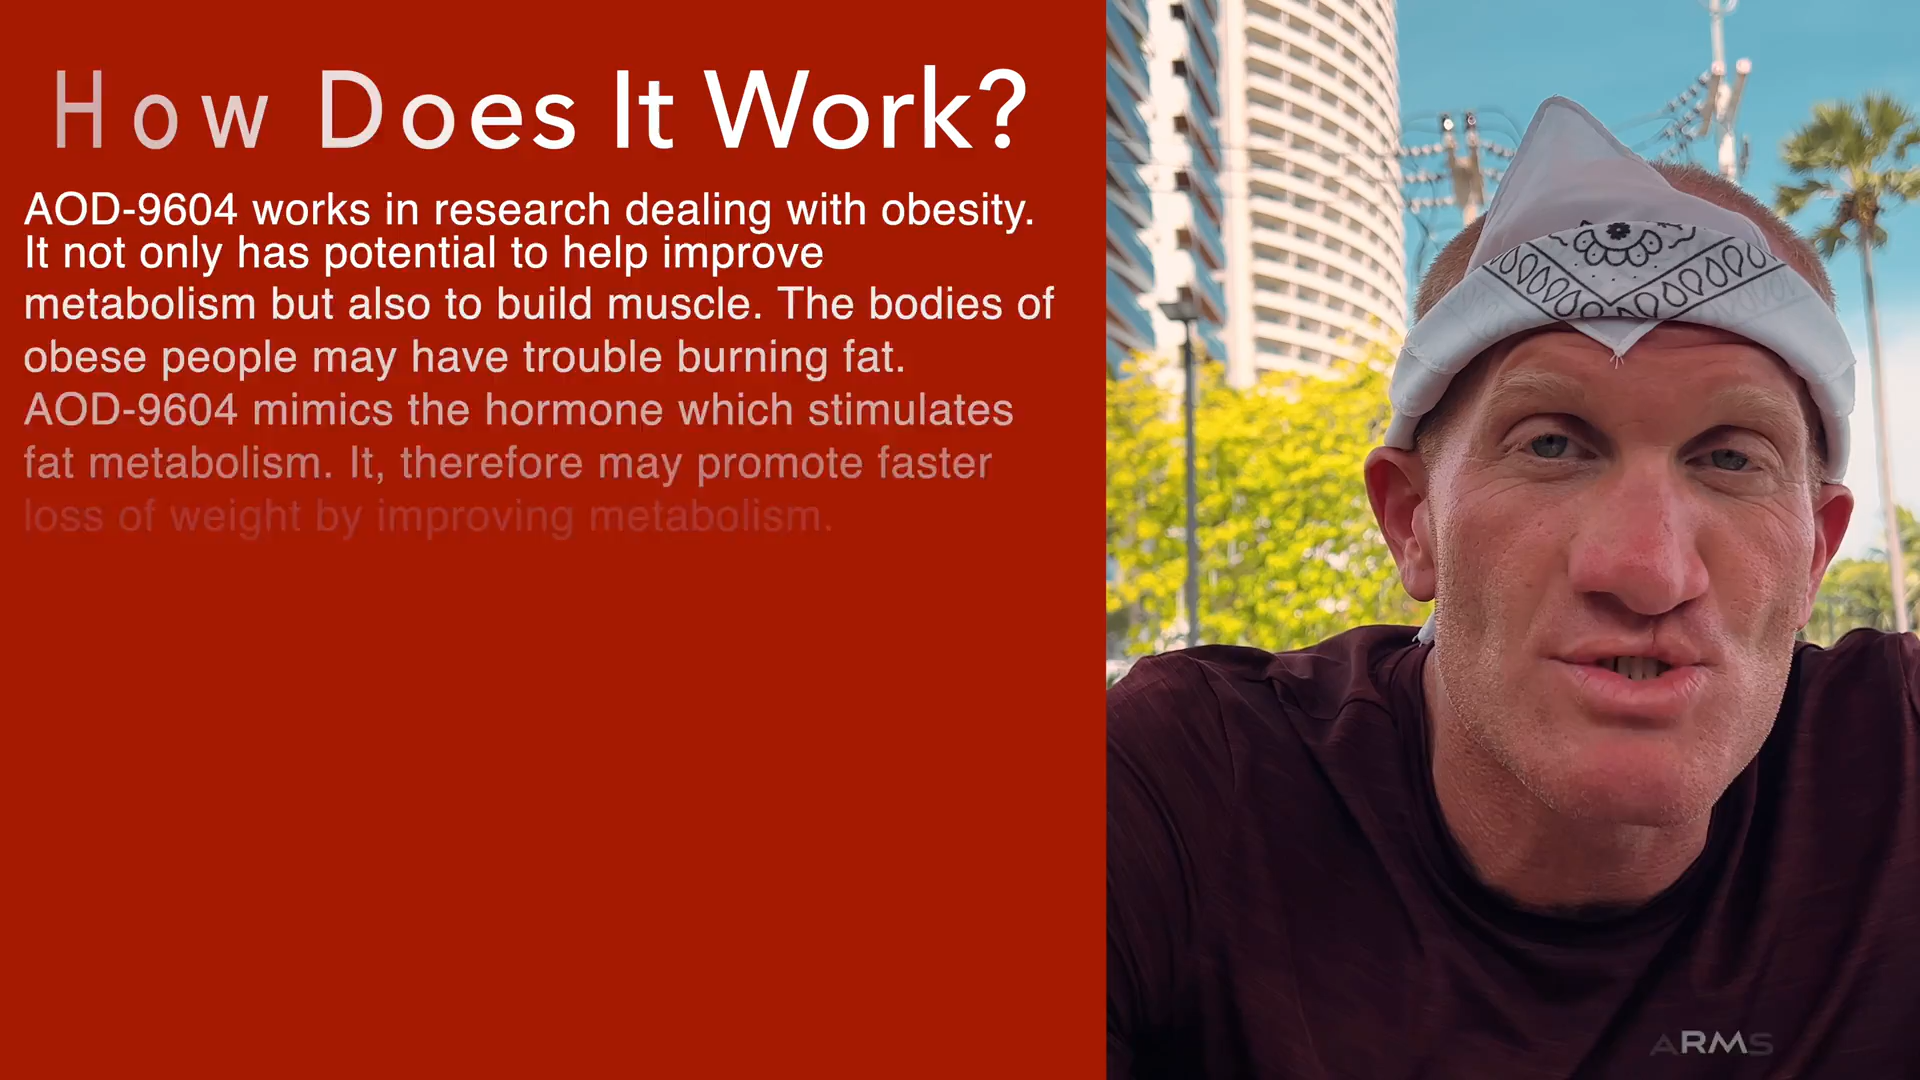 How Does It Work?
AOD-9604 works in research dealing with obesity.
It not only has potential to help improve
metabolism but also to build muscle. The bodies of
obese people may have trouble burning fat.
AOD-9604 mimics the hormone which stimulates
fat metabolism. It, therefore may promote faster
loss of weight by improving metabolism.
ARMS